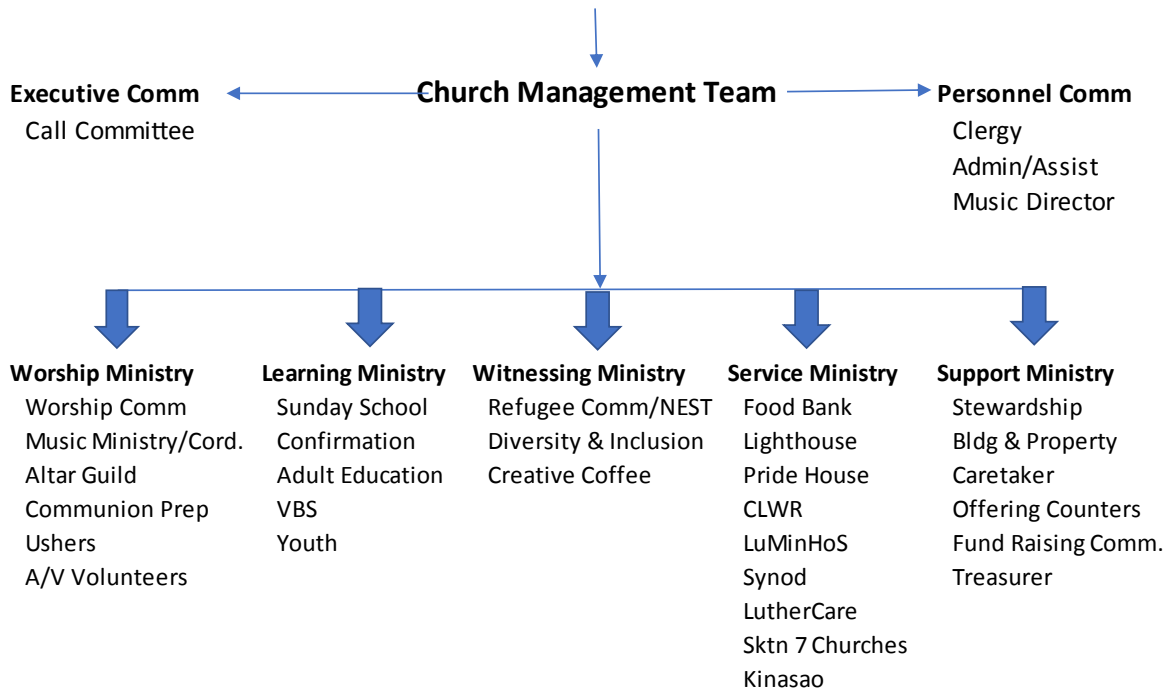 Church Management Team
Executive Comm
Call Committee
Personnel Comm
Clergy
Admin/Assist
Music Director
Worship Ministry
Worship Comm
Music Ministry/Cord.
Altar Guild
Communion Prep
Ushers
A/V Volunteers
Learning Ministry
Sunday School
Confirmation
Adult Education
VBS
Youth
Witnessing Ministry
Refugee Comm/NEST
Diversity & Inclusion
Creative Coffee
Service Ministry
Food Bank
Lighthouse
Pride House
CLWR
LuMinHoS
Synod
LutherCare
Sktn 7 Churches
Kinasao
Support Ministry
Stewardship
Bldg & Property
Caretaker
Offering Counters
Fund Raising Comm.
Treasurer